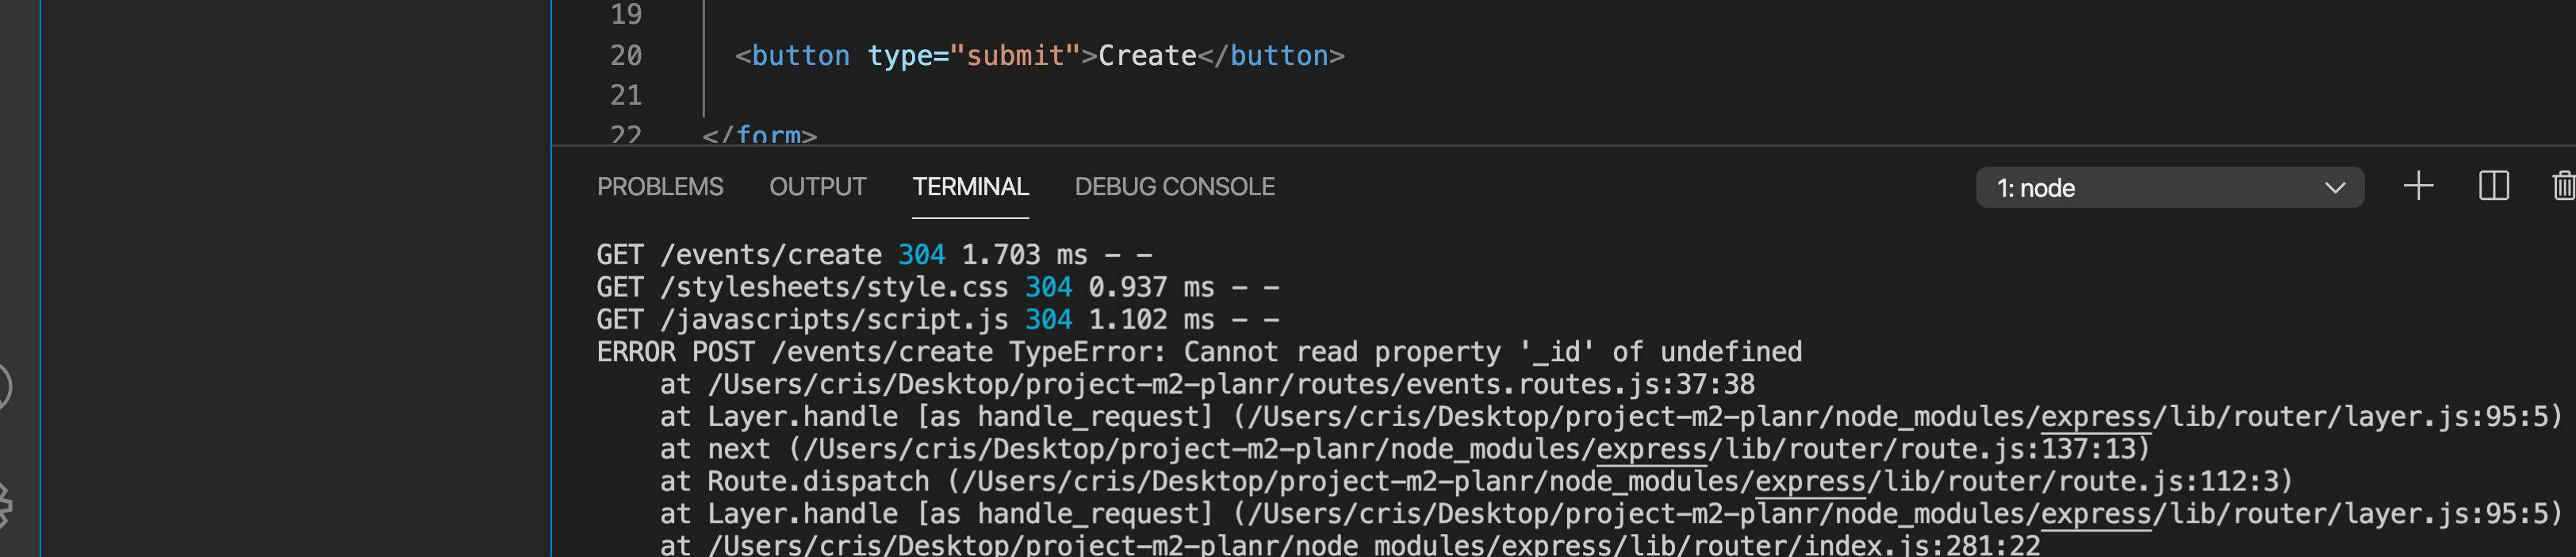 19
20 <button type="submit">Create</button>
21
22 </form>
PROBLEMS OUTPUT TERMINAL DEBUG CONSOLE 1: node
GET /events/create 304 1.703 ms - -
GET /stylesheets/style.css 304 0.937 ms - -
GET /javascripts/script.js 304 1.102 ms - -
ERROR POST /events/create TypeError: Cannot read property '_id' of undefined
    at /Users/cris/Desktop/project-m2-planr/routes/events.routes.js:37:38
    at Layer.handle [as handle_request] (/Users/cris/Desktop/project-m2-planr/node_modules/express/lib/router/layer.js:95:5)
    at next (/Users/cris/Desktop/project-m2-planr/node_modules/express/lib/router/route.js:137:13)
    at Route.dispatch (/Users/cris/Desktop/project-m2-planr/node_modules/express/lib/router/route.js:112:3)
    at Layer.handle [as handle_request] (/Users/cris/Desktop/project-m2-planr/node_modules/express/lib/router/layer.js:95:5)
    at /Users/cris/Desktop/project-m2-planr/node_modules/express/lib/router/index.js:281:22